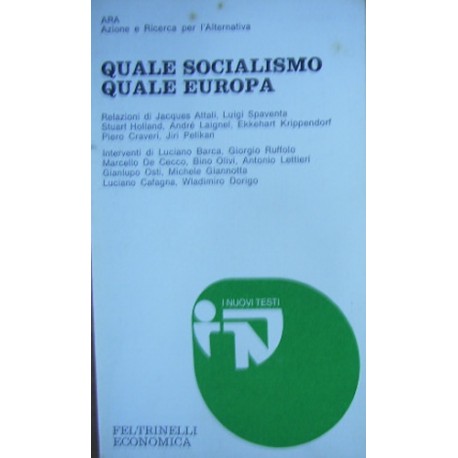 ARA
Azione e Ricerca per l'Alternativa
QUALE SOCIALISMO
QUALE EUROPA
Relazioni di Jacques Attali, Luigi Spaventa
Stuart Holland, André Laignel, Ekkehart Krippendorf
Piero Craveri, Jiri Pelikan
Interventi di Luciano Barca, Giorgio Ruffolo
Marcello De Cecco, Bino Olivi, Antonio Lettieri
Gianlupo Osti, Michele Giannotta
Luciano Cafagna, Wladimiro Dorigo
I NUOVI TESTI
FELTRINELLI
ECONOMICA